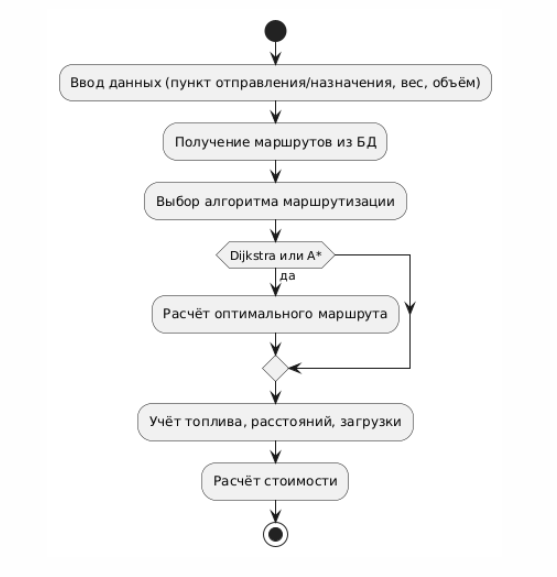 Ввод данных (пункт отправления/назначения, вес, объём)
Получение маршрутов из БД
Выбор алгоритма маршрутизации
Dijkstra или A*
да
Расчёт оптимального маршрута
Учёт топлива, расстояний, загрузки
Расчёт стоимости